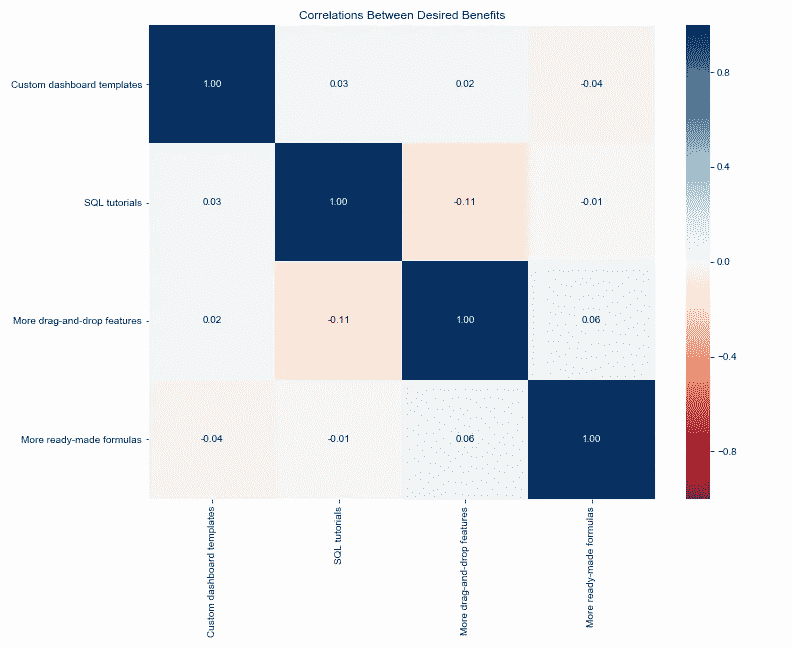 Correlations Between Desired Benefits
Custom dashboard templates
1.00
0.03
0.02
-0.04
SQL tutorials
0.03
1.00
-0.11
-0.01
More drag-and-drop features
0.02
-0.11
1.00
0.06
More ready-made formulas
-0.04
-0.01
0.06
1.00
Custom dashboard templates
SQL tutorials
More drag-and-drop features
More ready-made formulas
0.8
0.4
0.0
−0.4
−0.8